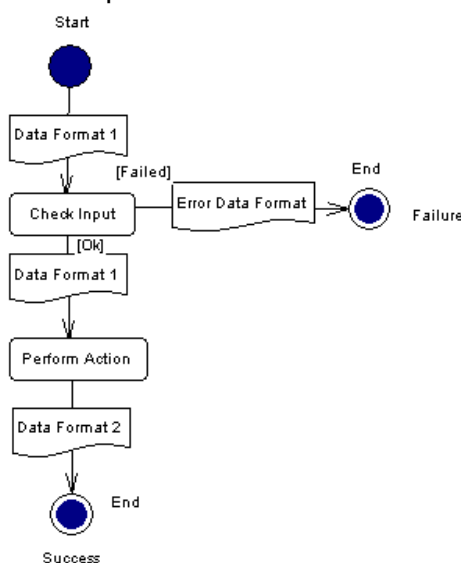 Start
Data Format 1
[Failed]
End
Check Input
Error Data Format
Failure
[Ok]
Data Format 1
Perform Action
Data Format 2
End
Success